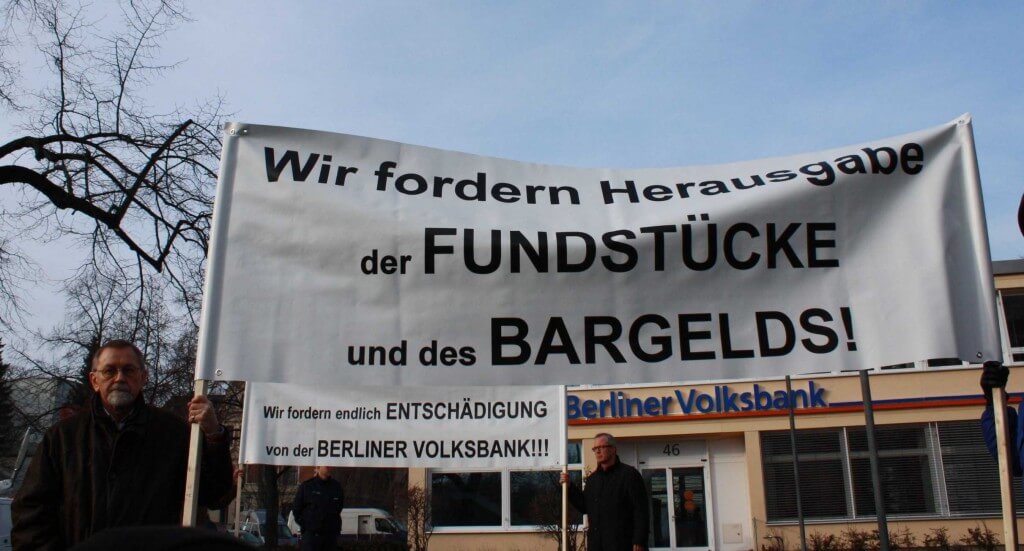 Wir fordern Herausgabe
der FUNDSTÜCKE
und des BARGELDS!
Wir fordern endlich ENTSCHÄDIGUNG
von der BERLINER VOLKSBANK!!!
Berliner Volksbank
46